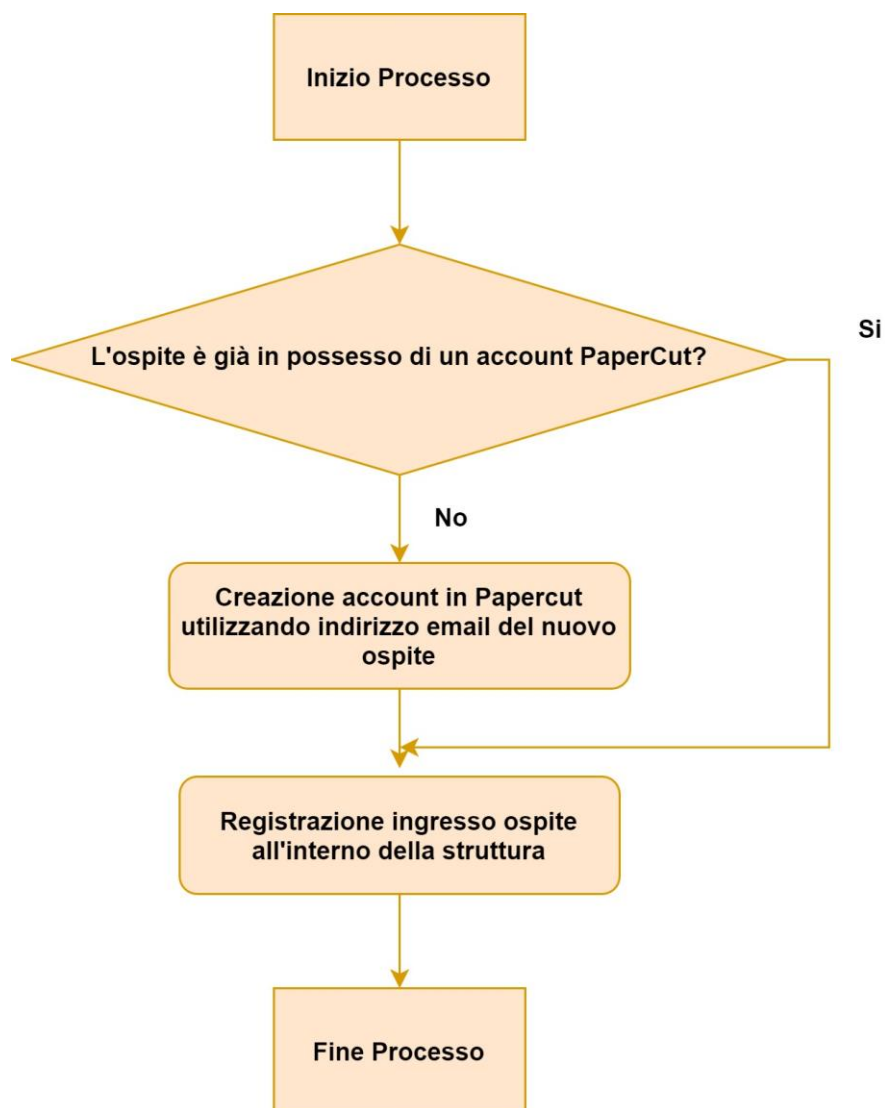 Inizio Processo
L'ospite è già in possesso di un account PaperCut?
Si
No
Creazione account in Papercut
utilizzando indirizzo email del nuovo
ospite
Registrazione ingresso ospite
all'interno della struttura
Fine Processo